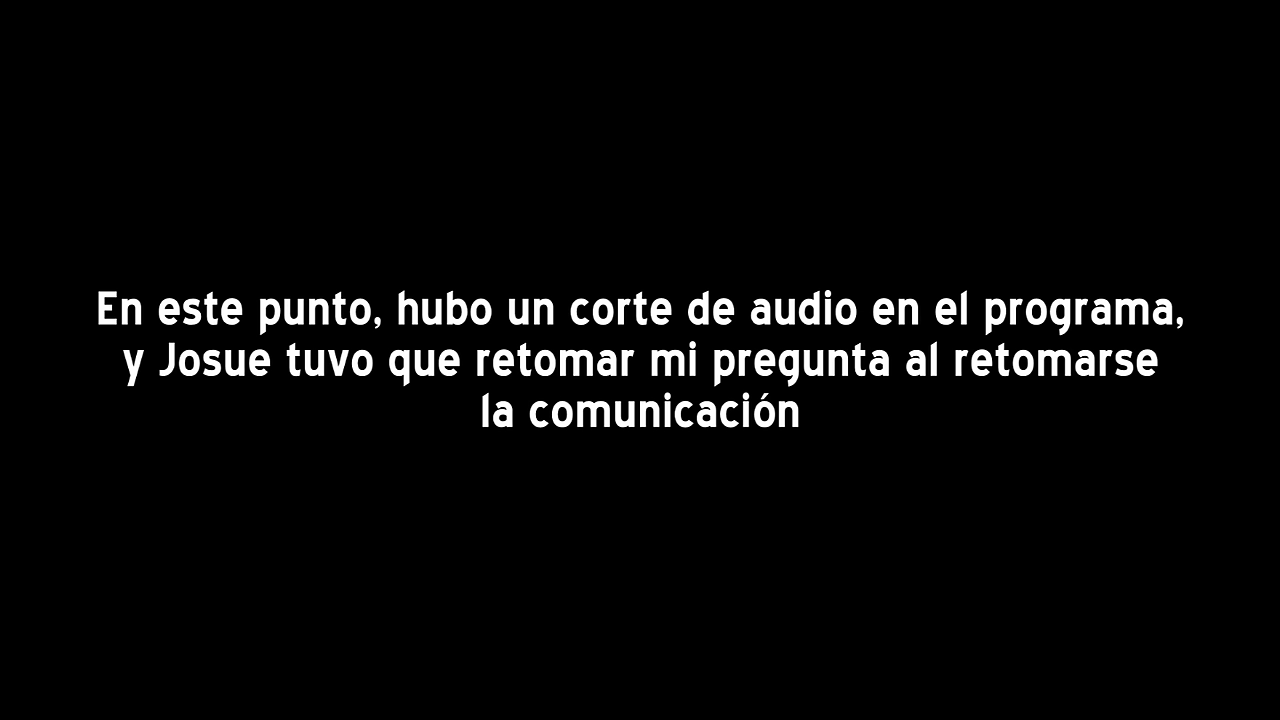 En este punto, hubo un corte de audio en el programa,
y Josue tuvo que retomar mi pregunta al retomarse
la comunicación